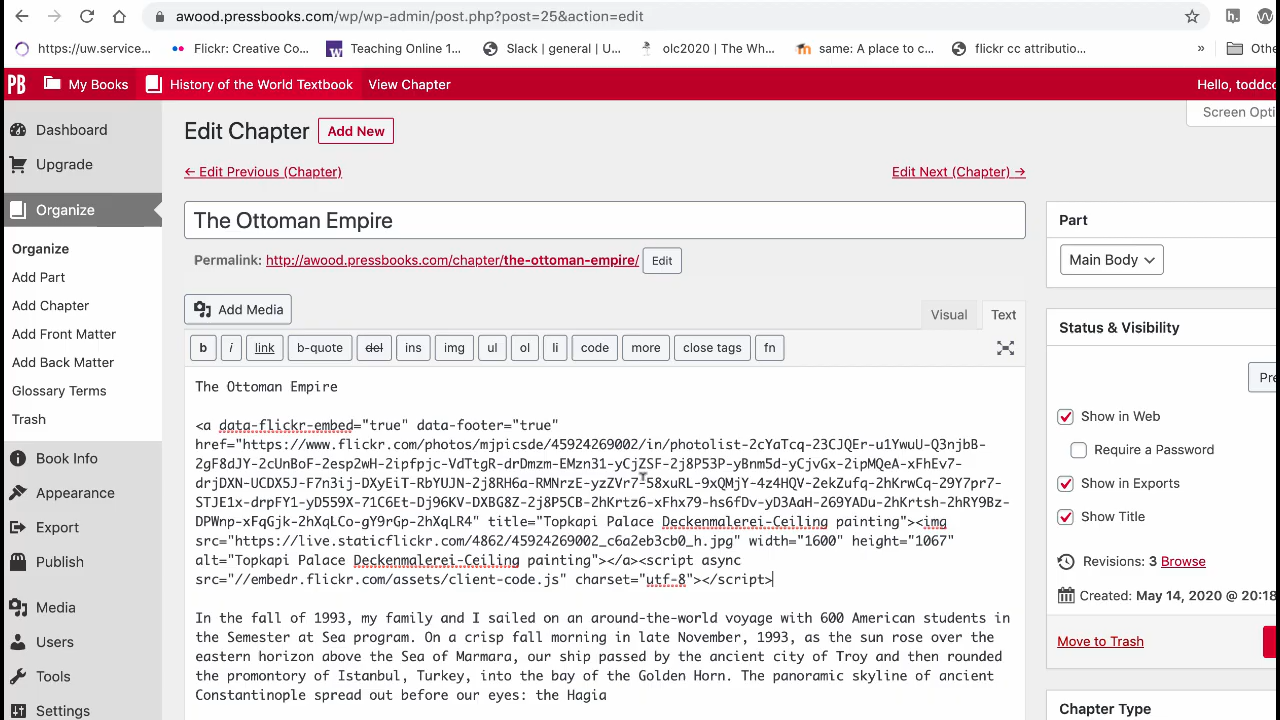 awood.pressbooks.com/wp/wp-admin/post.php?post=25&action=edit
https://uw.service... Flickr: Creative Co... Teaching Online 1... Slack | general | U... olc2020 | The Wh... same: A place to c... flickr cc attributio... » Othe
PB My Books History of the World Textbook View Chapter Hello, toddco
Screen Opti
Dashboard
Upgrade
Organize
Organize
Add Part
Add Chapter
Add Front Matter
Add Back Matter
Glossary Terms
Trash
Book Info
Appearance
Export
Publish
Media
Users
Tools
Settings
Edit Chapter Add New
← Edit Previous (Chapter) Edit Next (Chapter) →
The Ottoman Empire
Permalink: http://awood.pressbooks.com/chapter/the-ottoman-empire/ Edit
Add Media Visual Text
b i link b-quote del ins img ul ol li code more close tags fn
The Ottoman Empire
<a data-flickr-embed="true" data-footer="true"
href="https://www.flickr.com/photos/mjpicsde/45924269002/in/photolist-2cYaTcq-23CJQEr-u1YwuU-Q3njbB-
2gF8dJY-2cUnBoF-2esp2wH-2ipfpjc-VdTtgR-drDmzm-EMzn31-yCjZSF-2j8P53P-yBnm5d-yCjvGx-2ipMQeA-xFhEv7-
drjDXN-UCDX5J-F7n3ij-DXyEiT-RbYUJN-2j8RH6a-RMNrzE-yzZVr7-58xuRL-9xQMjY-4z4HQV-2ekZufq-2hKrwCq-29Y7pr7-
STJE1x-drpFY1-yD559X-71C6Et-Dj96KV-DXBG8Z-2j8P5CB-2hKrtz6-xFhx79-hs6fDv-yD3AaH-269YADu-2hKrtsh-2hRY9Bz-
DPWnp-xFqGjk-2hXqLCo-gY9rGp-2hXqLR4" title="Topkapi Palace Deckenmalerei-Ceiling painting"><img
src="https://live.staticflickr.com/4862/45924269002_c6a2eb3cb0_h.jpg" width="1600" height="1067"
alt="Topkapi Palace Deckenmalerei-Ceiling painting"></a><script async
src="//embedr.flickr.com/assets/client-code.js" charset="utf-8"></script>
In the fall of 1993, my family and I sailed on an around-the-world voyage with 600 American students in
the Semester at Sea program. On a crisp fall morning in late November, 1993, as the sun rose over the
eastern horizon above the Sea of Marmara, our ship passed by the ancient city of Troy and then rounded
the promontory of Istanbul, Turkey, into the bay of the Golden Horn. The panoramic skyline of ancient
Constantinople spread out before our eyes: the Hagia
Part
Main Body
Status & Visibility
Pre
Show in Web
Require a Password
Show in Exports
Show Title
Revisions: 3 Browse
Created: May 14, 2020 @ 20:18
Move to Trash
Chapter Type